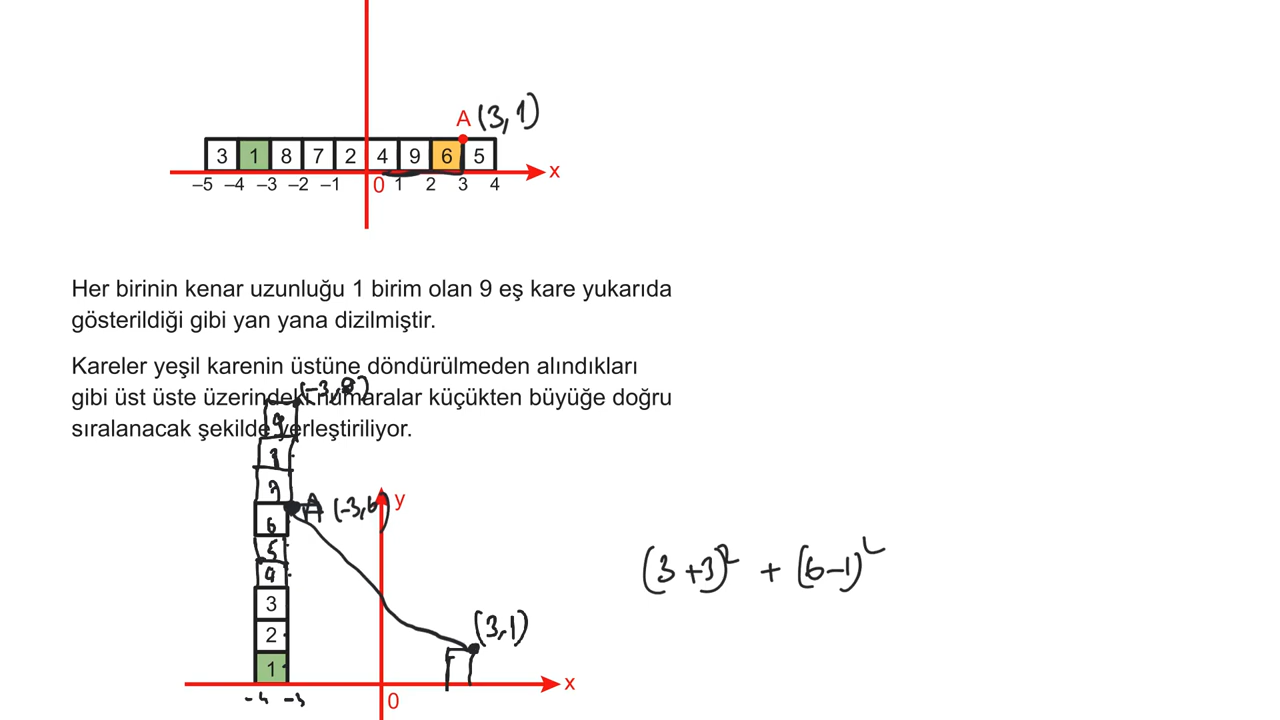 A (3,1)
3 1 8 7 2 4 9 6 5
x
–5 –4 –3 –2 –1 0 1 2 3 4
Her birinin kenar uzunluğu 1 birim olan 9 eş kare yukarıda
gösterildiği gibi yan yana dizilmiştir.
Kareler yeşil karenin üstüne döndürülmeden alındıkları
(-3,8)
gibi üst üste üzerindeki numaralar küçükten büyüğe doğru
9
sıralanacak şekilde yerleştiriliyor.
8
7
y
A (-3,6)
6
5
(3+3)² + (6-1)²
4
3
(3,1)
2
1
x
-4 -3
0